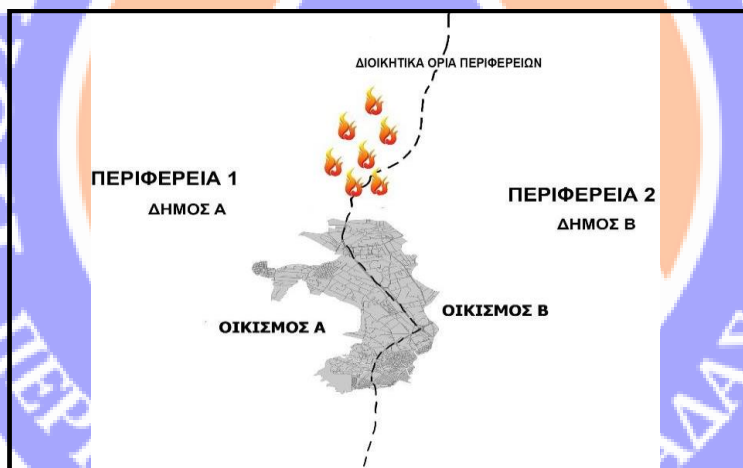 ΔΙΟΙΚΗΤΙΚΑ ΟΡΙΑ ΠΕΡΙΦΕΡΕΙΩΝ
ΠΕΡΙΦΕΡΕΙΑ 1
ΔΗΜΟΣ Α
ΠΕΡΙΦΕΡΕΙΑ 2
ΔΗΜΟΣ Β
ΟΙΚΙΣΜΟΣ Α
ΟΙΚΙΣΜΟΣ Β